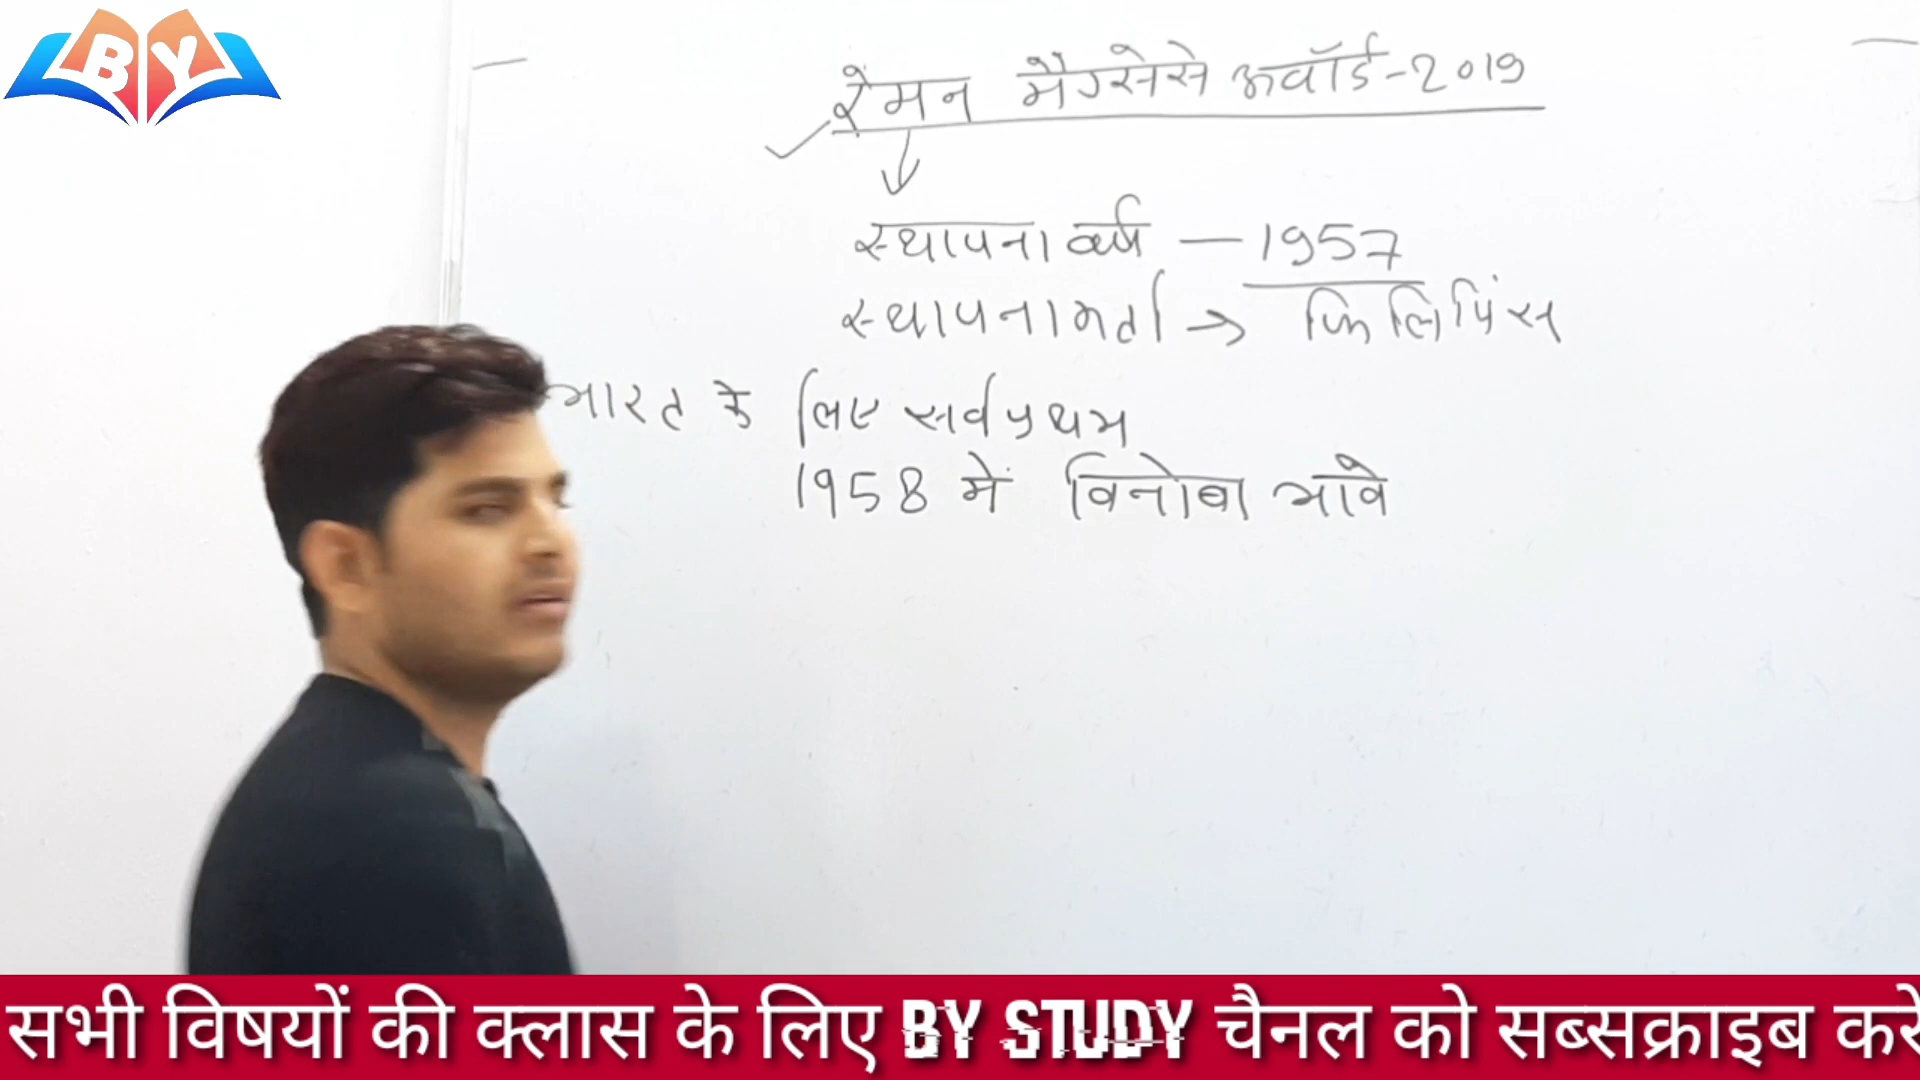 BY
रेमन मैग्सेसे अवॉर्ड-2019
स्थापना वर्ष — 1957
स्थापनाकर्ता → फिलिपिंस
भारत के लिए सर्वप्रथम
1958 में विनोबा भावे
सभी विषयों की क्लास के लिए BY STUDY चैनल को सब्सक्राइब करे